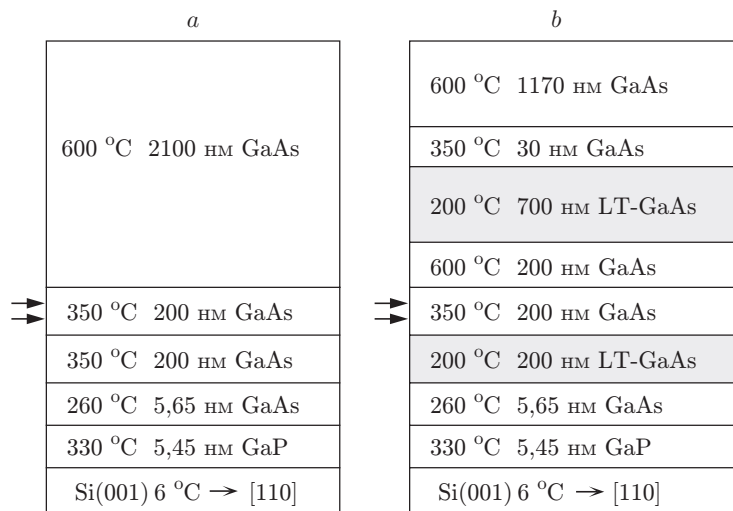 a
600 °C 2100 нм GaAs
350 °C 200 нм GaAs
350 °C 200 нм GaAs
260 °C 5,65 нм GaAs
330 °C 5,45 нм GaP
Si(001) 6 °C → [110]
b
600 °C 1170 нм GaAs
350 °C 30 нм GaAs
200 °C 700 нм LT-GaAs
600 °C 200 нм GaAs
350 °C 200 нм GaAs
200 °C 200 нм LT-GaAs
260 °C 5,65 нм GaAs
330 °C 5,45 нм GaP
Si(001) 6 °C → [110]